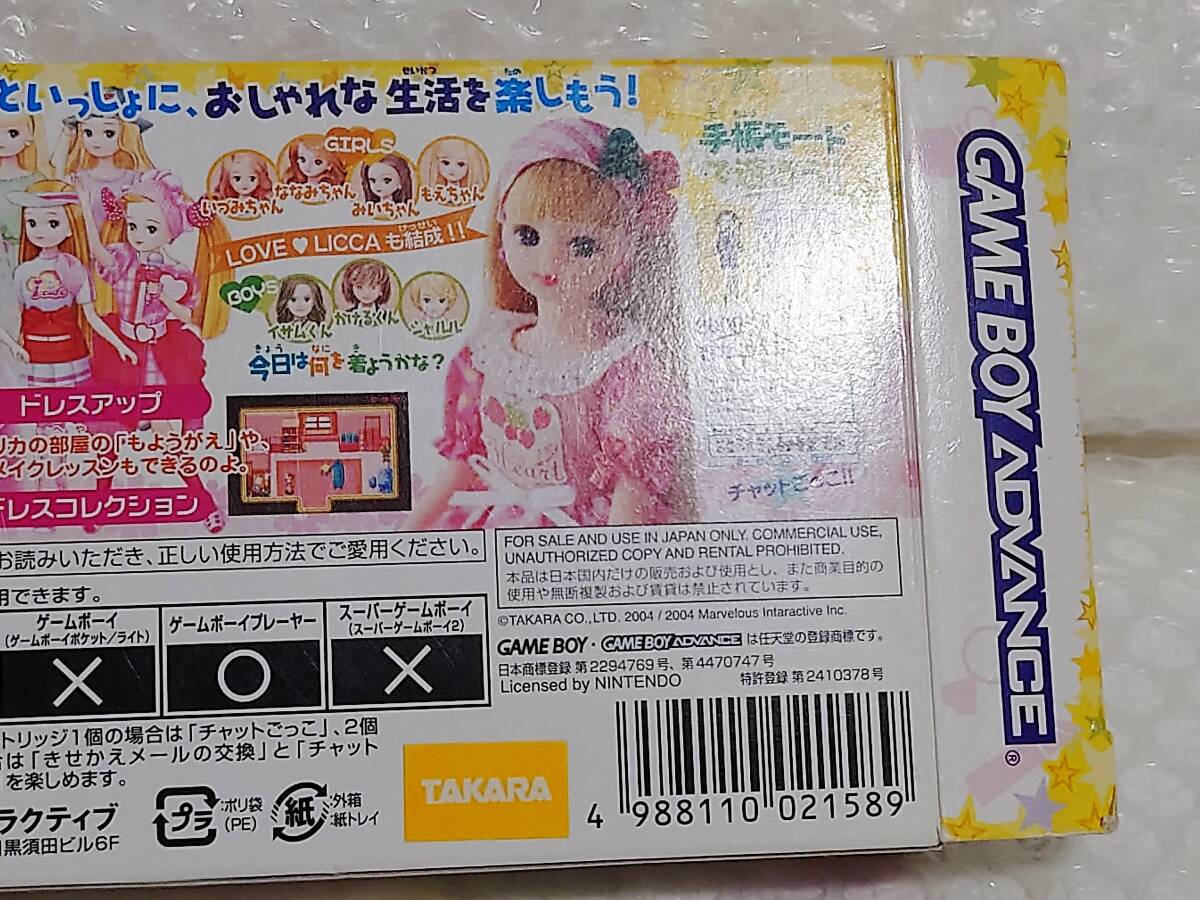 といっしょに、おしゃれな生活を楽しもう!
せいかつ
たの
GIRLS
いづみちゃん
ななみちゃん
みいちゃん
もえちゃん
けっせい
LOVE♥LICCAも結成!!
BOYS
イサムくん
かけるくん
シャルル
きょう なに き
今日は何を着ようかな?
手帳モード
チャットごっこ!!
ドレスアップ
へや
リカの部屋の「もようがえ」や、
メイクレッスンもできるのよ。
ドレスコレクション
お読みいただき、正しい使用方法でご愛用ください。
用できます。
ゲームボーイ
(ゲームボーイポケット/ライト)
×
ゲームボーイプレーヤー
○
スーパーゲームボーイ
(スーパーゲームボーイ2)
×
トリッジ1個の場合は「チャットごっこ」、2個
合は「きせかえメールの交換」と「チャット
を楽しめます。
ラクティブ
黒須田ビル6F
プラ
:ポリ袋
(PE)
紙
:外箱
:紙トレイ
TAKARA
FOR SALE AND USE IN JAPAN ONLY. COMMERCIAL USE,
UNAUTHORIZED COPY AND RENTAL PROHIBITED.
本品は日本国内だけの販売および使用とし、また商業目的の
使用や無断複製および賃貸は禁止されています。
©TAKARA CO.,LTD. 2004 / 2004 Marvelous Intaractive Inc.
GAME BOY・GAME BOY ADVANCE は任天堂の登録商標です。
日本商標登録 第2294769号、第4470747号
Licensed by NINTENDO 特許登録 第2410378号
4 988110 021589
GAME BOY ADVANCE®